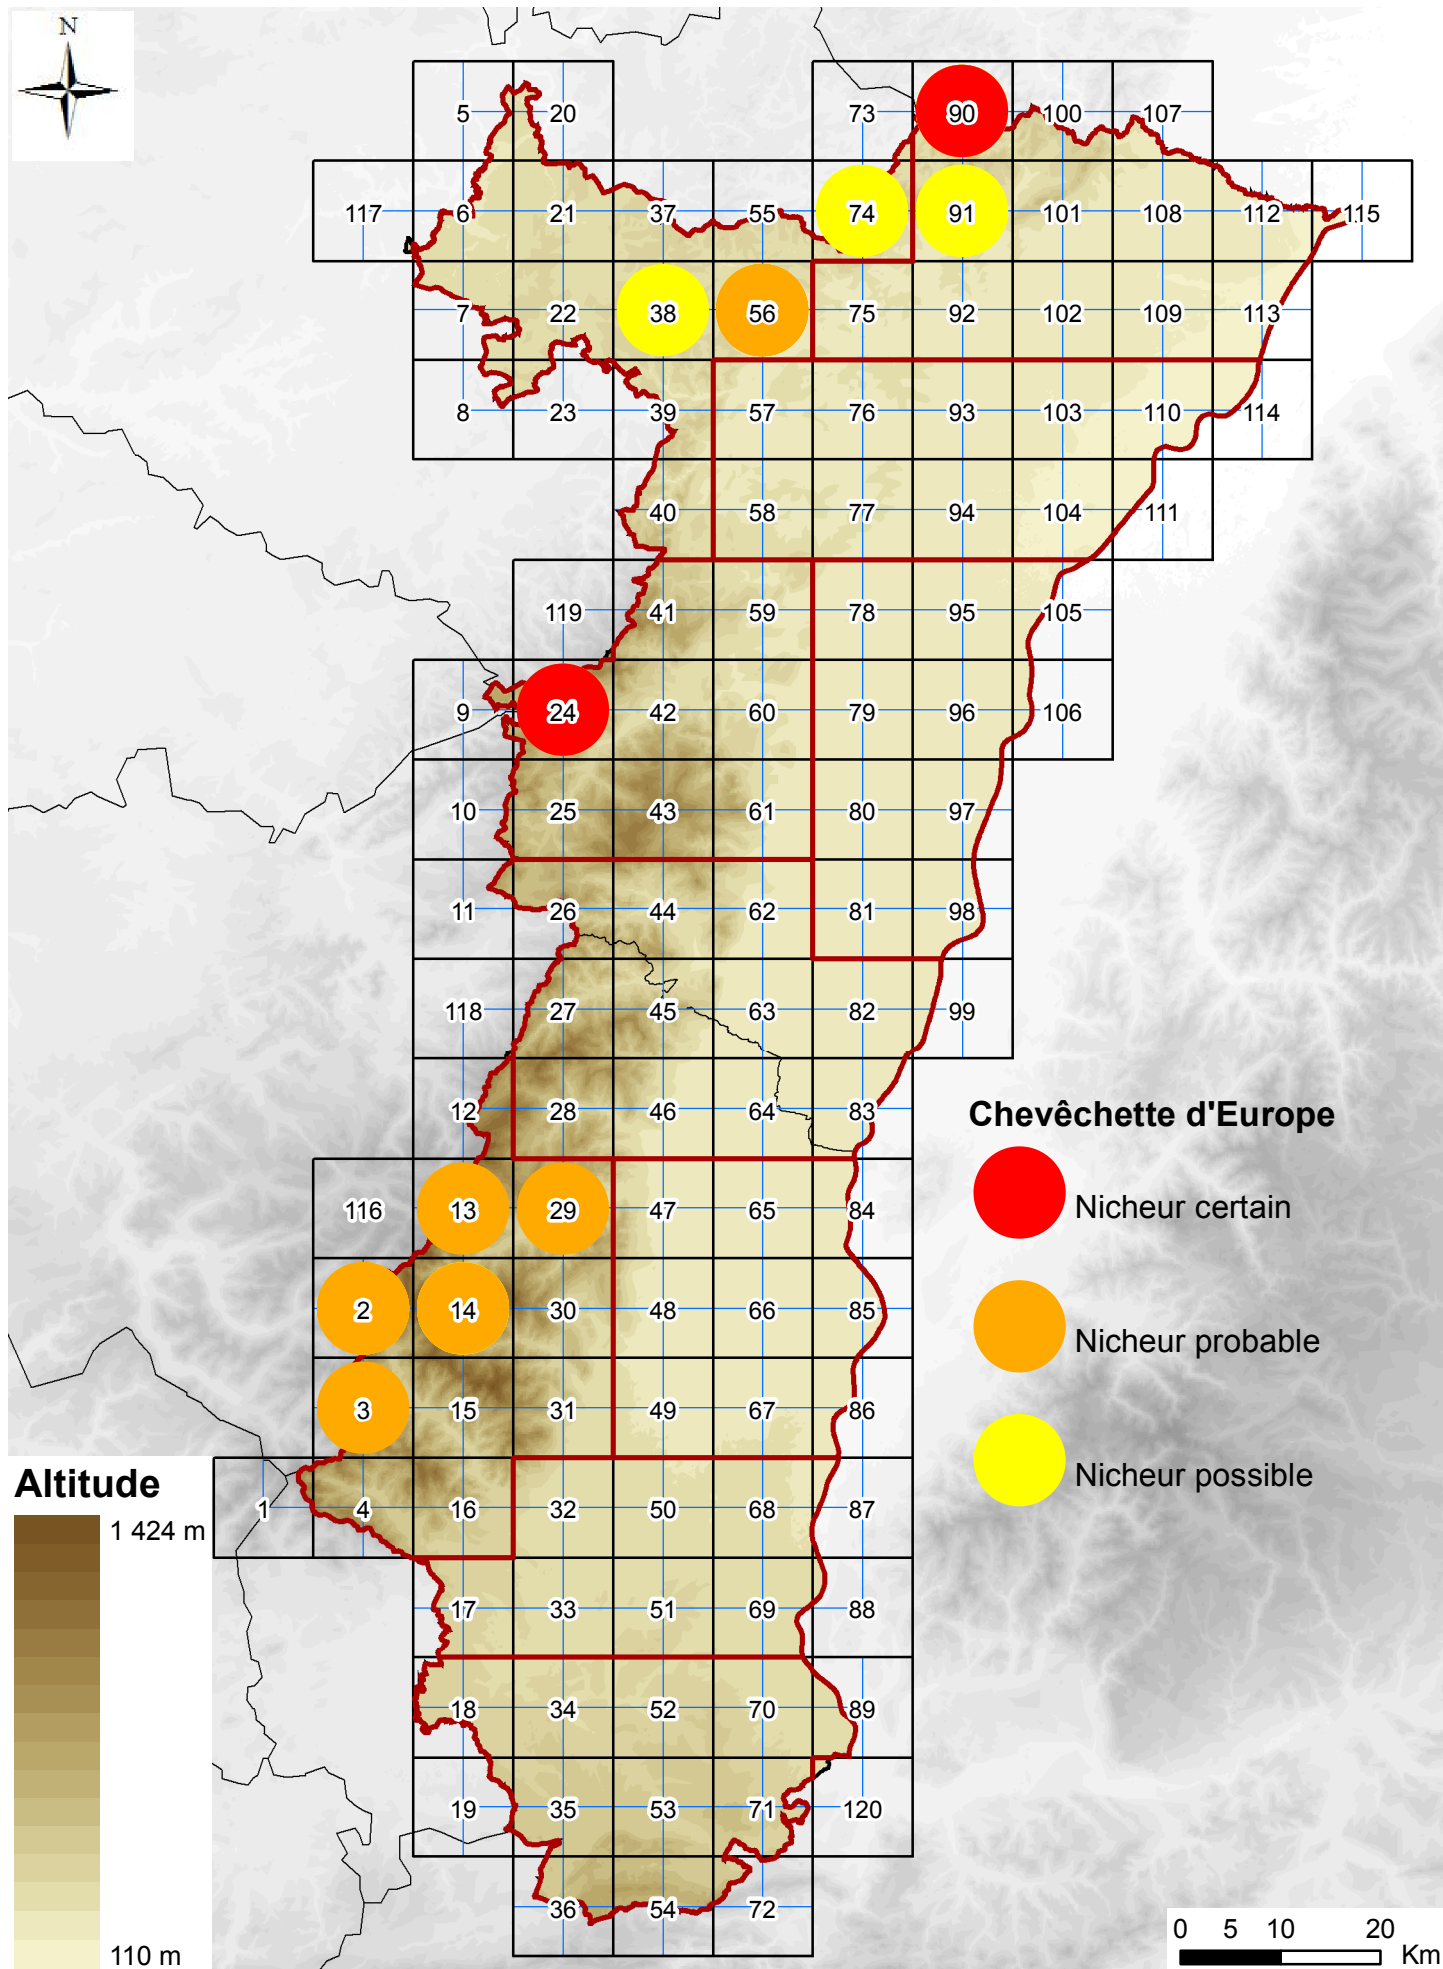 N
5 20 73 90 100 107
117 6 21 37 55 74 91 101 108 112 115
7 22 38 56 75 92 102 109 113
8 23 39 57 76 93 103 110 114
40 58 77 94 104 111
119 41 59 78 95 105
9 24 42 60 79 96 106
10 25 43 61 80 97
11 26 44 62 81 98
118 27 45 63 82 99
12 28 46 64 83
Chevêchette d'Europe
Nicheur certain
Nicheur probable
Nicheur possible
116 13 29 47 65 84
2 14 30 48 66 85
3 15 31 49 67 86
1 4 16 32 50 68 87
17 33 51 69 88
18 34 52 70 89
19 35 53 71 120
36 54 72
Altitude
1 424 m
110 m
0 5 10 20
Km